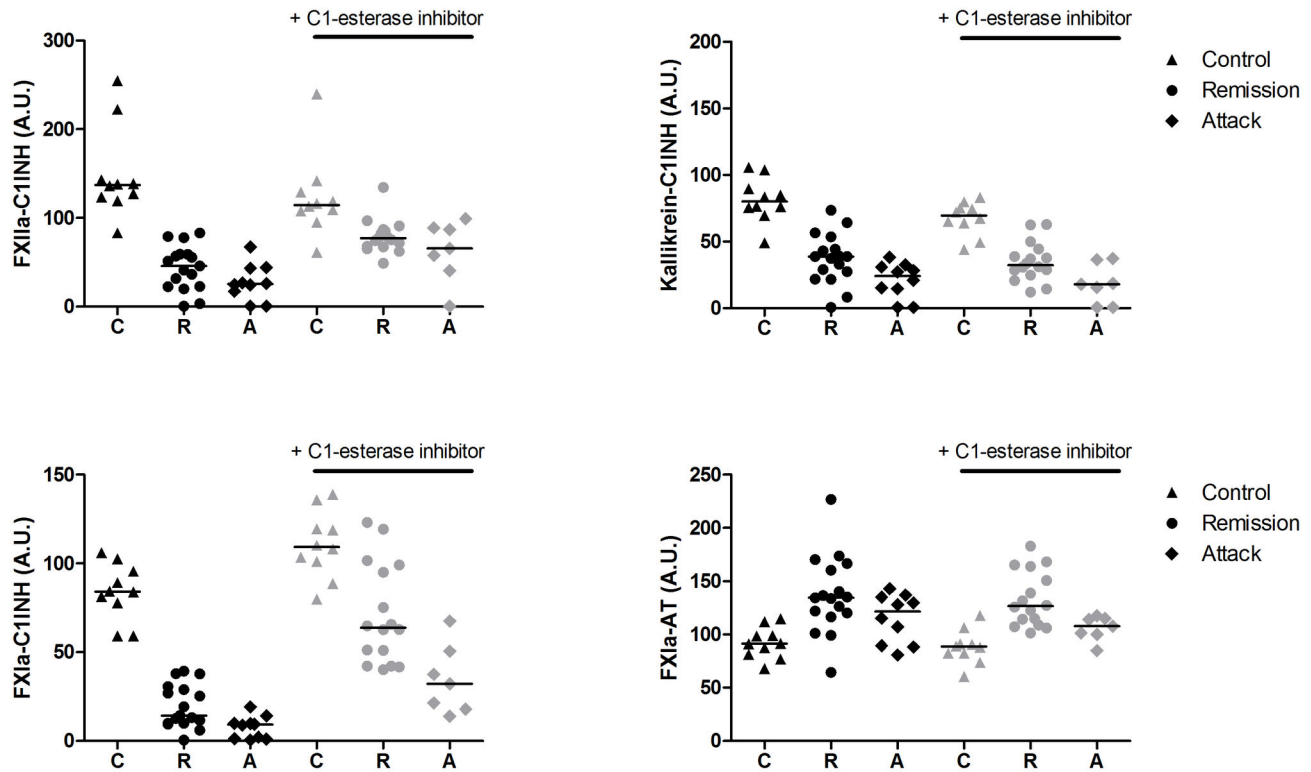 + C1-esterase inhibitor
FXIIa-C1INH (A.U.)
300
200
100
0
C R A C R A
+ C1-esterase inhibitor
Kallikrein-C1INH (A.U.)
200
150
100
50
0
C R A C R A
Control
Remission
Attack
+ C1-esterase inhibitor
FXIa-C1INH (A.U.)
150
100
50
0
C R A C R A
+ C1-esterase inhibitor
FXIa-AT (A.U.)
250
200
150
100
50
0
C R A C R A
Control
Remission
Attack